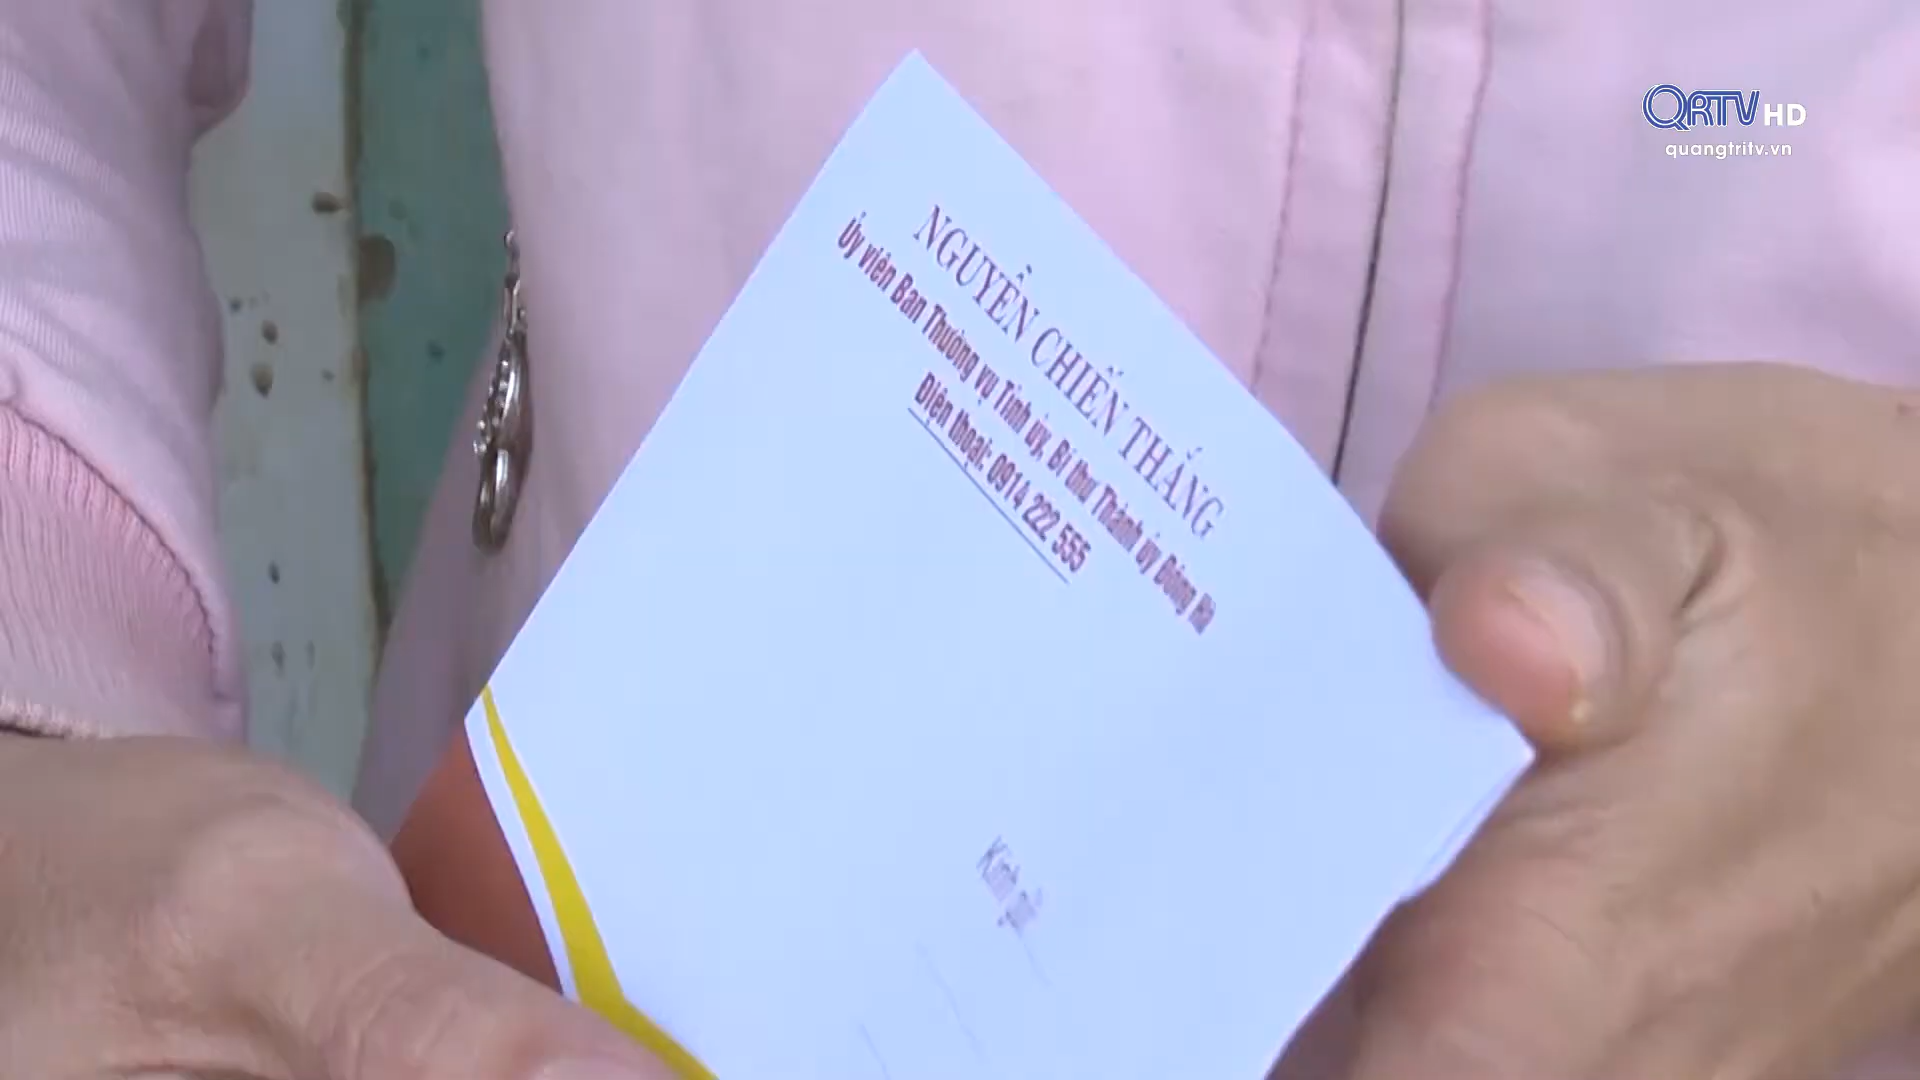 QRTV HD
quangtritv.vn
NGUYỄN CHIẾN THẮNG
Ủy viên Ban Thường vụ Tỉnh ủy, Bí thư Thành ủy Đông Hà
Điện thoại: 0914 222 555
Kính gửi